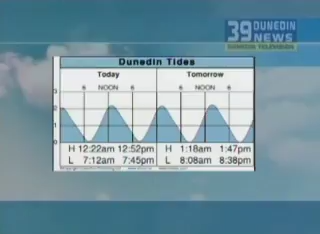 39 DUNEDIN
NEWS
DUNEDIN TELEVISION
Dunedin Tides
Today Tomorrow
6 NOON 6 6 NOON 6
3
2
1
0
H 12:22am 12:52pm H 1:18am 1:47pm
L 7:12am 7:45pm L 8:08am 8:38pm